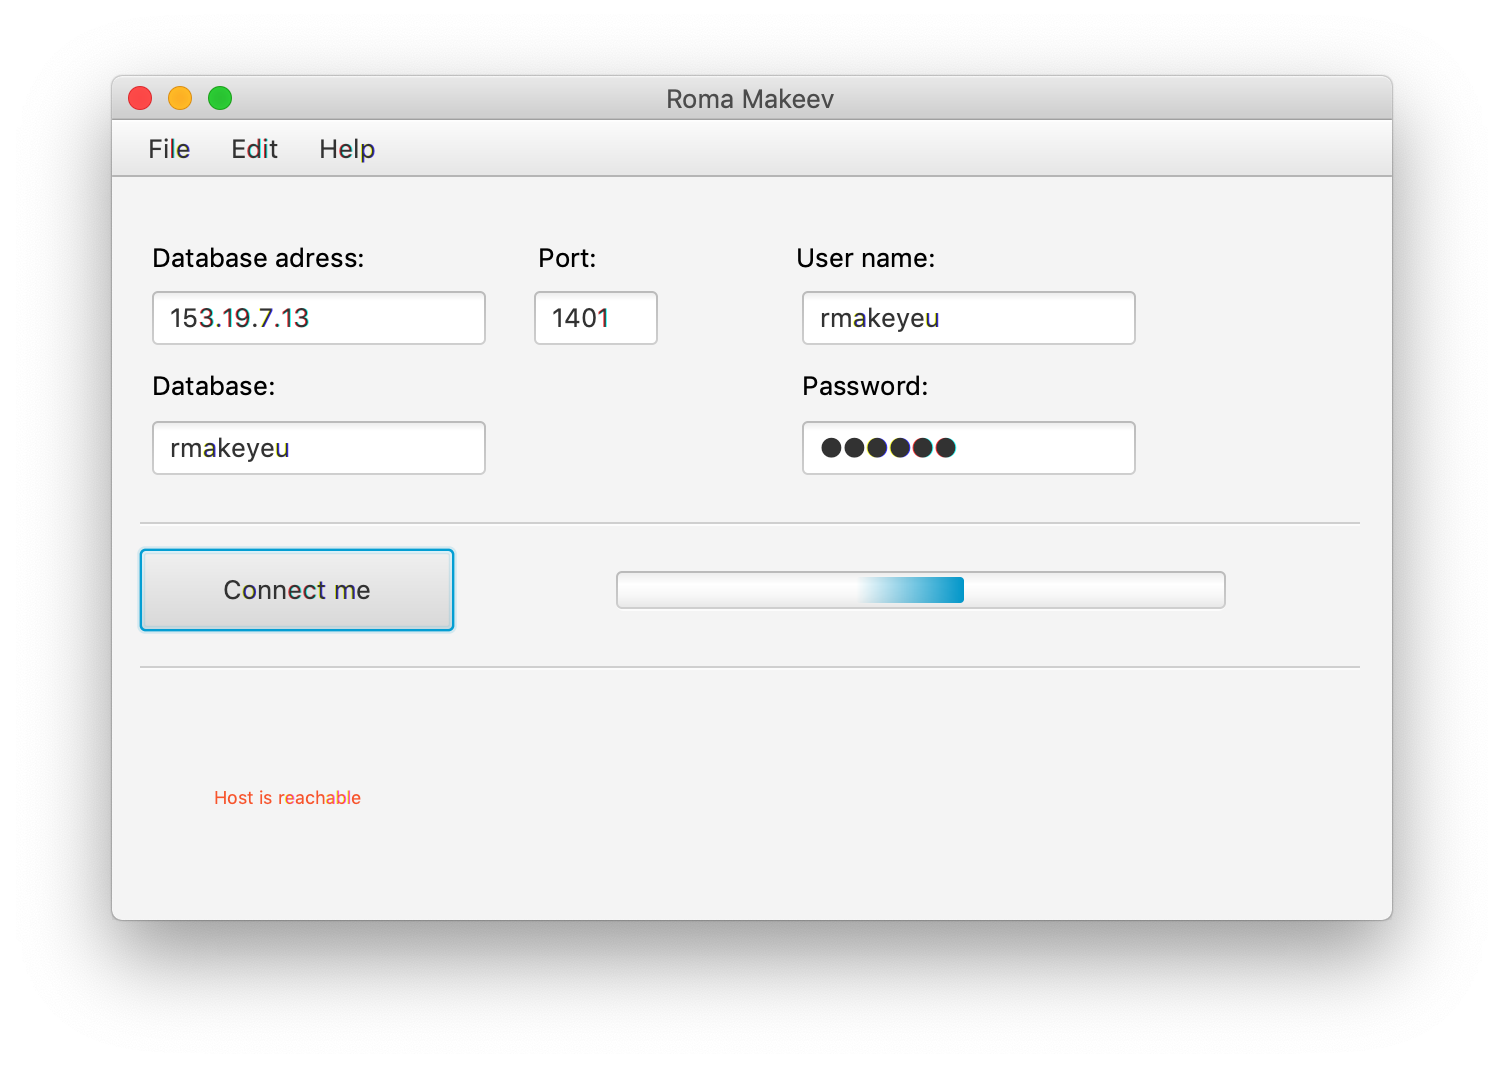 Roma Makeev
File Edit Help
Database adress: Port: User name:
153.19.7.13 1401 rmakeyeu
Database: Password:
rmakeyeu ●●●●●●
Connect me
Host is reachable